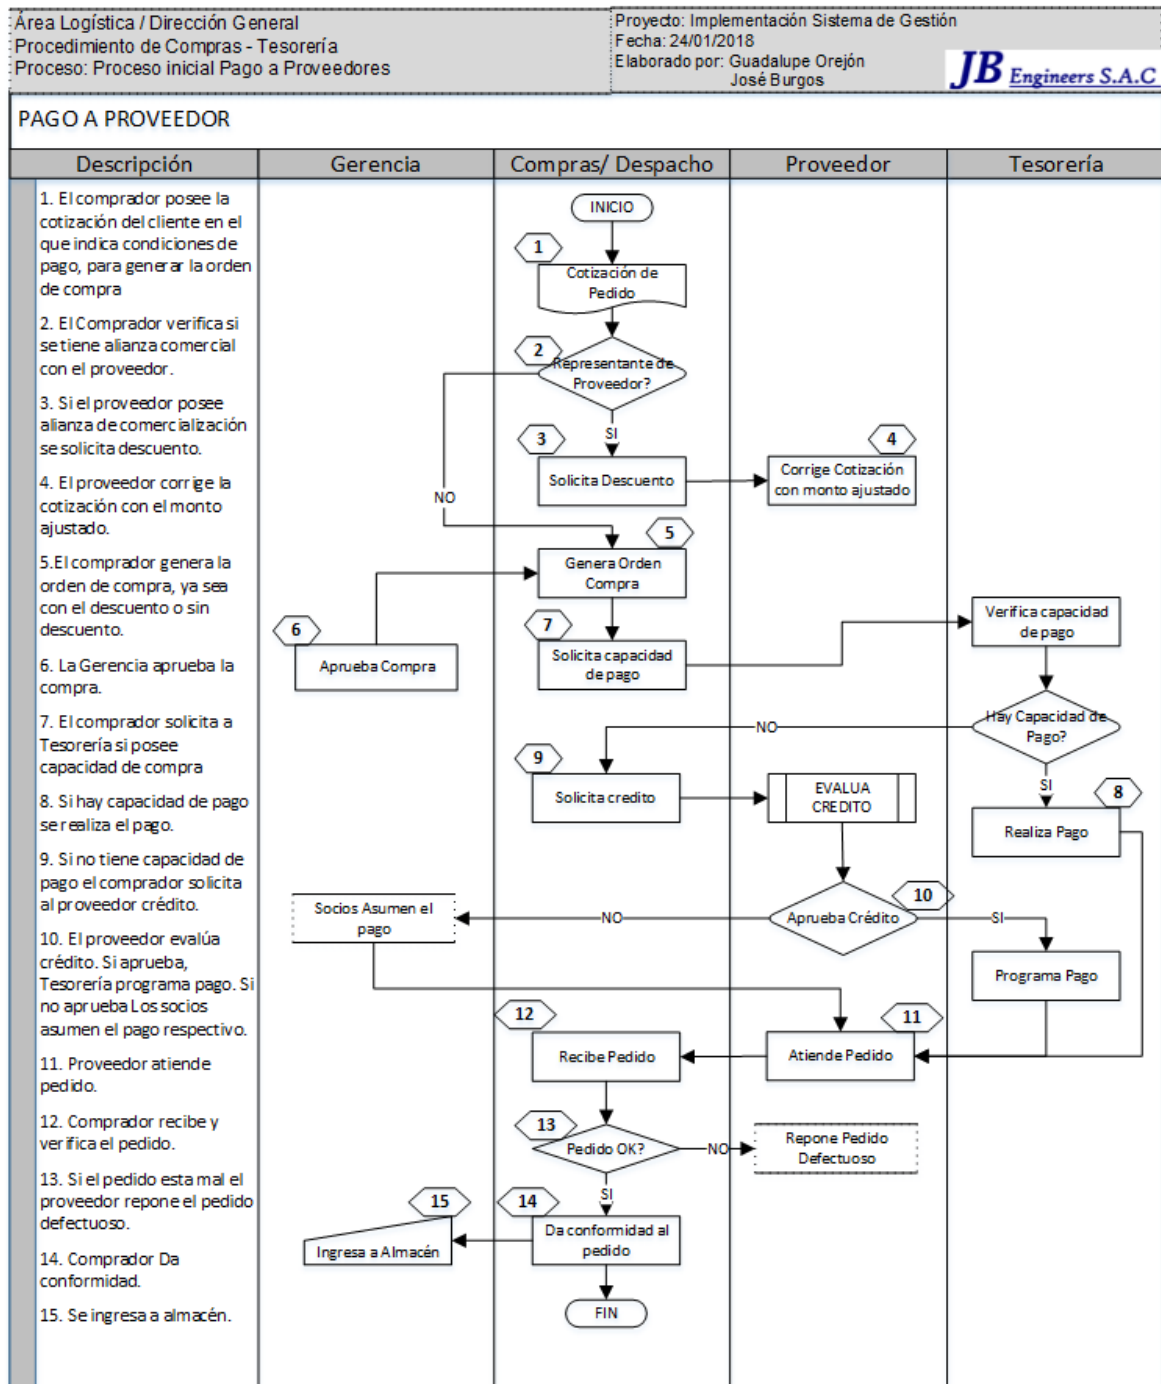 Área Logística / Dirección General
Procedimiento de Compras - Tesorería
Proceso: Proceso inicial Pago a Proveedores
Proyecto: Implementación Sistema de Gestión
Fecha: 24/01/2018
Elaborado por: Guadalupe Orejón
José Burgos
JB Engineers S.A.C
PAGO A PROVEEDOR
Descripción
Gerencia
Compras/ Despacho
Proveedor
Tesorería
1. El comprador posee la
cotización del cliente en el
que indica condiciones de
pago, para generar la orden
de compra
2. El Comprador verifica si
se tiene alianza comercial
con el proveedor.
3. Si el proveedor posee
alianza de comercialización
se solicita descuento.
4. El proveedor corrige la
cotización con el monto
ajustado.
5.El comprador genera la
orden de compra, ya sea
con el descuento o sin
descuento.
6. La Gerencia aprueba la
compra.
7. El comprador solicita a
Tesorería si posee
capacidad de compra
8. Si hay capacidad de pago
se realiza el pago.
9. Si no tiene capacidad de
pago el comprador solicita
al proveedor crédito.
10. El proveedor evalúa
crédito. Si aprueba,
Tesorería programa pago. Si
no aprueba Los socios
asumen el pago respectivo.
11. Proveedor atiende
pedido.
12. Comprador recibe y
verifica el pedido.
13. Si el pedido esta mal el
proveedor repone el pedido
defectuoso.
14. Comprador Da
conformidad.
15. Se ingresa a almacén.
INICIO
1
Cotización de
Pedido
2
Representante de
Proveedor?
SI
NO
3
Solicita Descuento
4
Corrige Cotización
con monto ajustado
5
Genera Orden
Compra
6
Aprueba Compra
7
Solicita capacidad
de pago
Verifica capacidad
de pago
Hay Capacidad de
Pago?
NO
SI
8
Realiza Pago
9
Solicita credito
EVALUA
CREDITO
10
Aprueba Crédito
NO
SI
Socios Asumen el
pago
Programa Pago
11
Atiende Pedido
12
Recibe Pedido
13
Pedido OK?
NO
Repone Pedido
Defectuoso
SI
14
Da conformidad al
pedido
15
Ingresa a Almacén
FIN